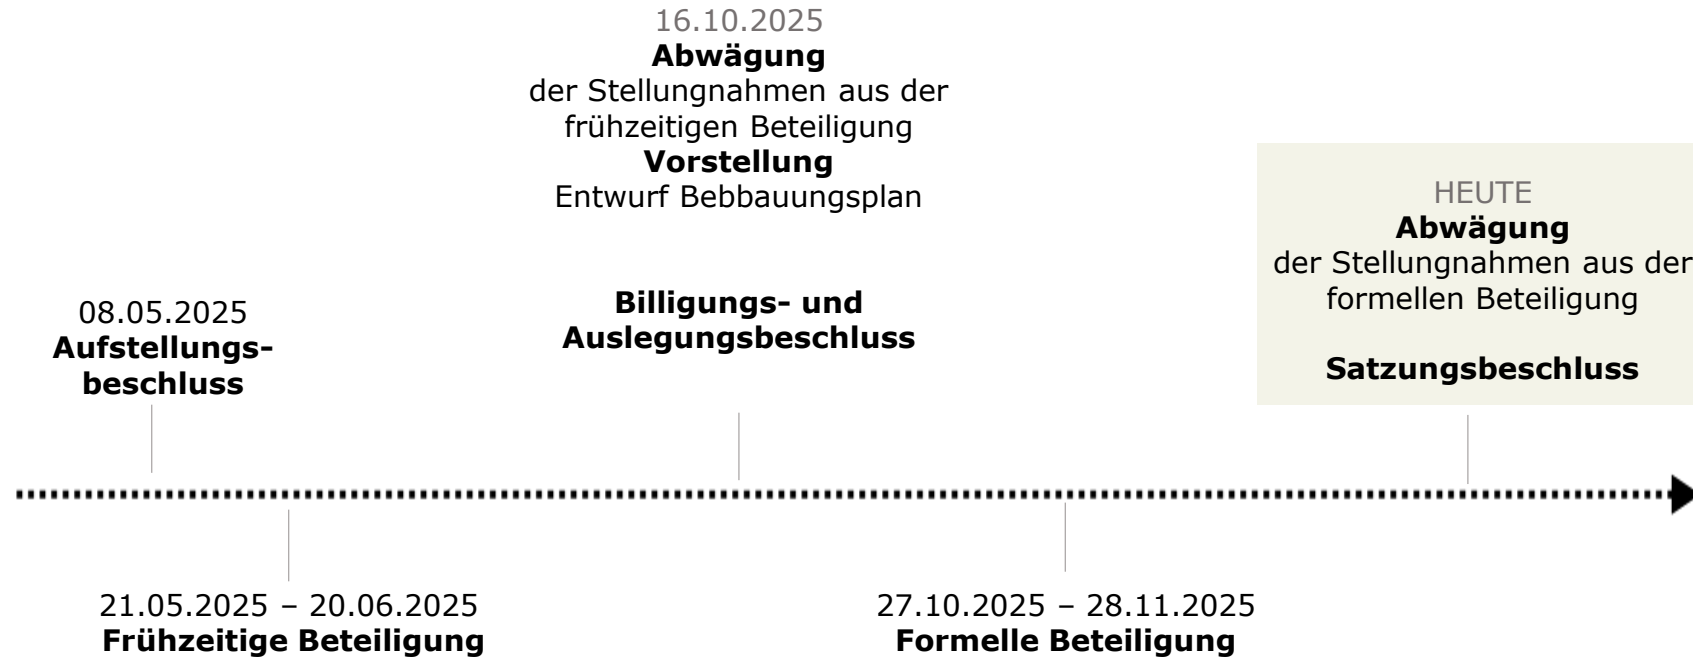 16.10.2025
Abwägung
der Stellungnahmen aus der
frühzeitigen Beteiligung
Vorstellung
Entwurf Bebbauungsplan
Billigungs- und
Auslegungsbeschluss
HEUTE
Abwägung
der Stellungnahmen aus der
formellen Beteiligung
Satzungsbeschluss
08.05.2025
Aufstellungs-
beschluss
21.05.2025 – 20.06.2025
Frühzeitige Beteiligung
27.10.2025 – 28.11.2025
Formelle Beteiligung